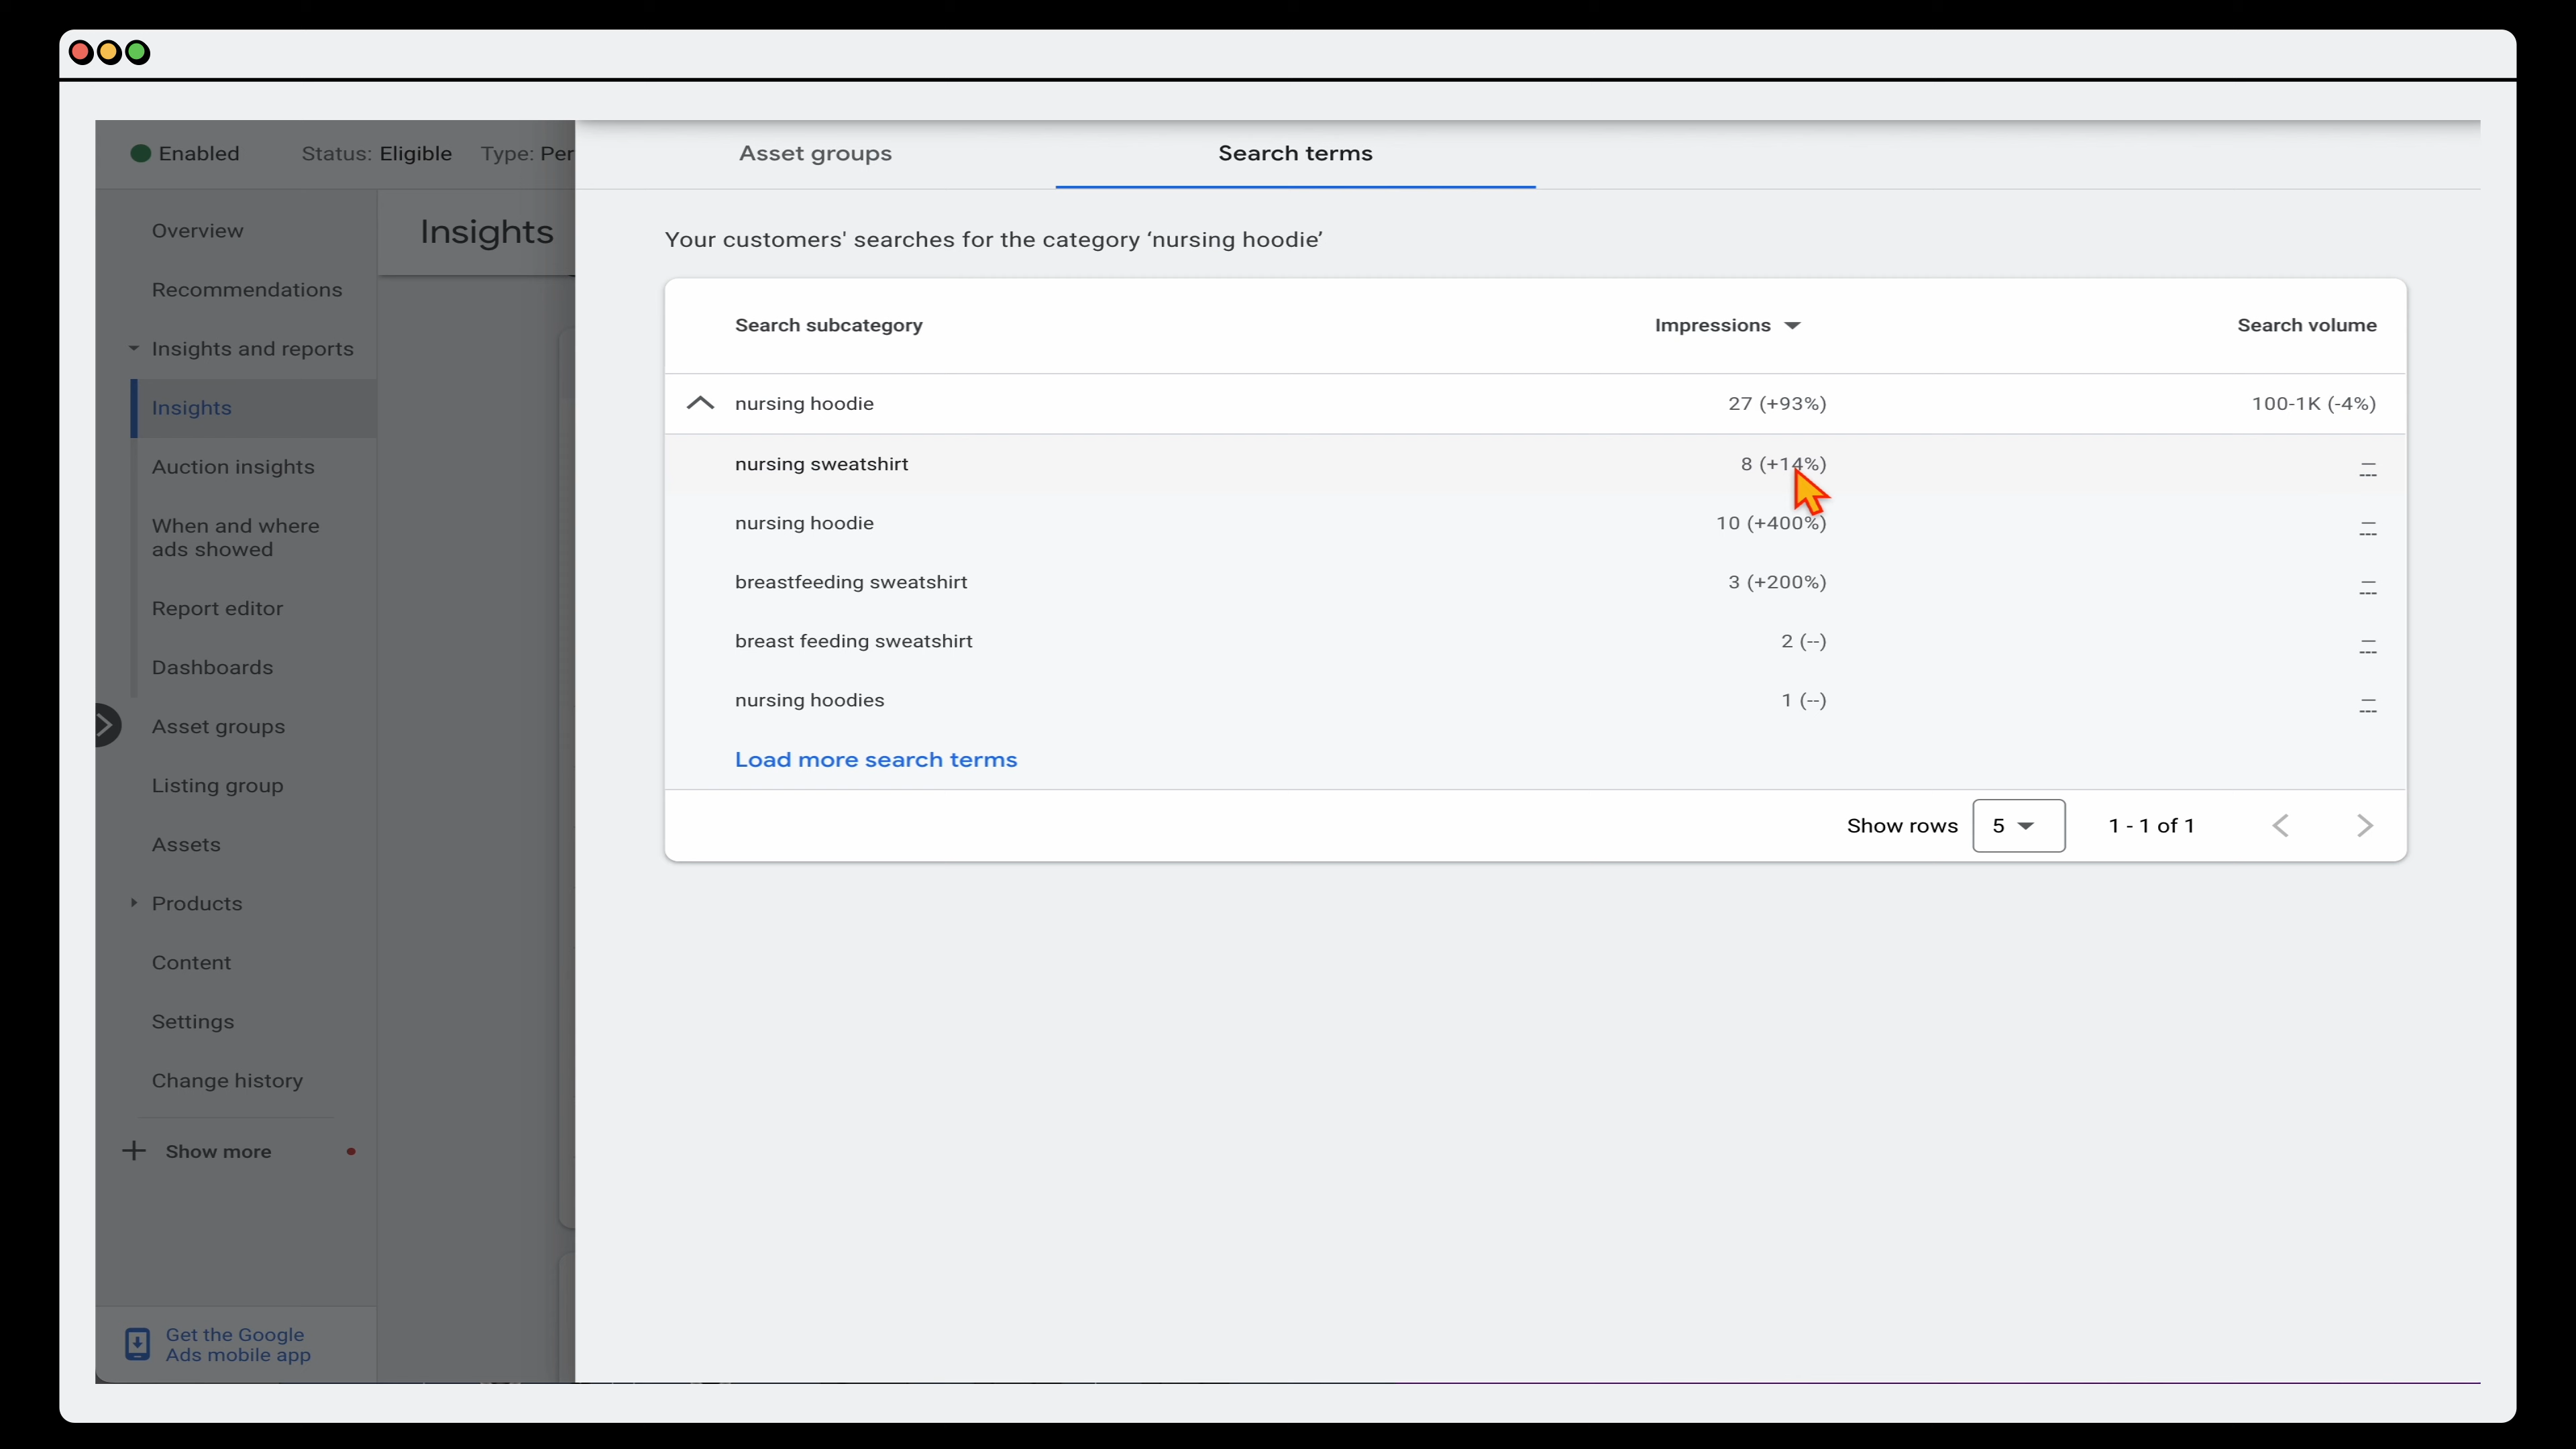 Enabled Status: Eligible Type: Per
Asset groups Search terms
Overview
Recommendations
Insights and reports
Insights
Auction insights
When and where
ads showed
Report editor
Dashboards
Asset groups
Listing group
Assets
Products
Content
Settings
Change history
Show more
Get the Google
Ads mobile app
Insights
Your customers' searches for the category ‘nursing hoodie’
Search subcategory Impressions Search volume
nursing hoodie 27 (+93%) 100-1K (-4%)
nursing sweatshirt 8 (+14%) —
nursing hoodie 10 (+400%) —
breastfeeding sweatshirt 3 (+200%) —
breast feeding sweatshirt 2 (--) —
nursing hoodies 1 (--) —
Load more search terms
Show rows 5 1 - 1 of 1